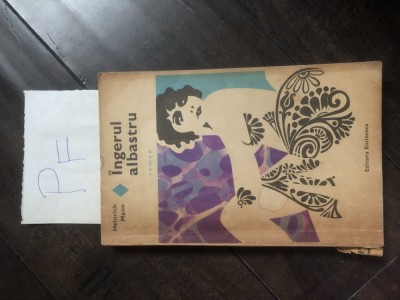 PF
Heinrich
Mann
Îngerul
albastru
roman
Editura Eminescu